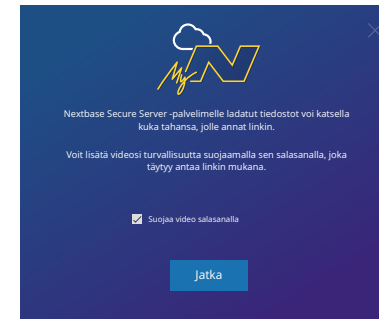 My N
Nextbase Secure Server -palvelimelle ladatut tiedostot voi katsella
kuka tahansa, jolle annat linkin.
Voit lisätä videosi turvallisuutta suojaamalla sen salasanalla, joka
täytyy antaa linkin mukana.
Suojaa video salasanalla
Jatka